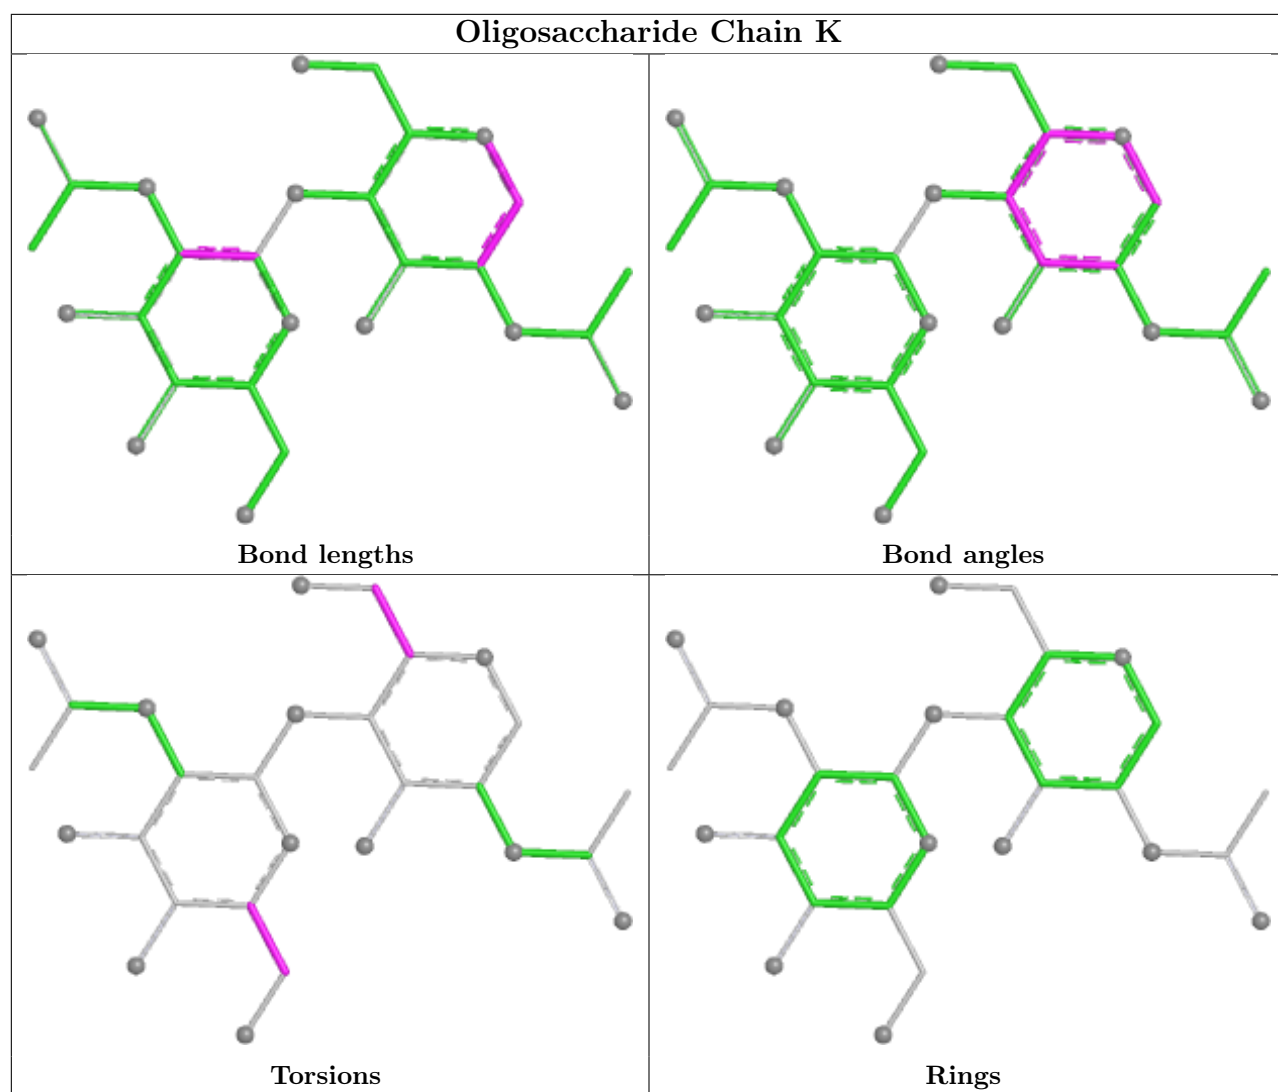 Oligosaccharide Chain K
Bond lengths
Bond angles
Torsions
Rings